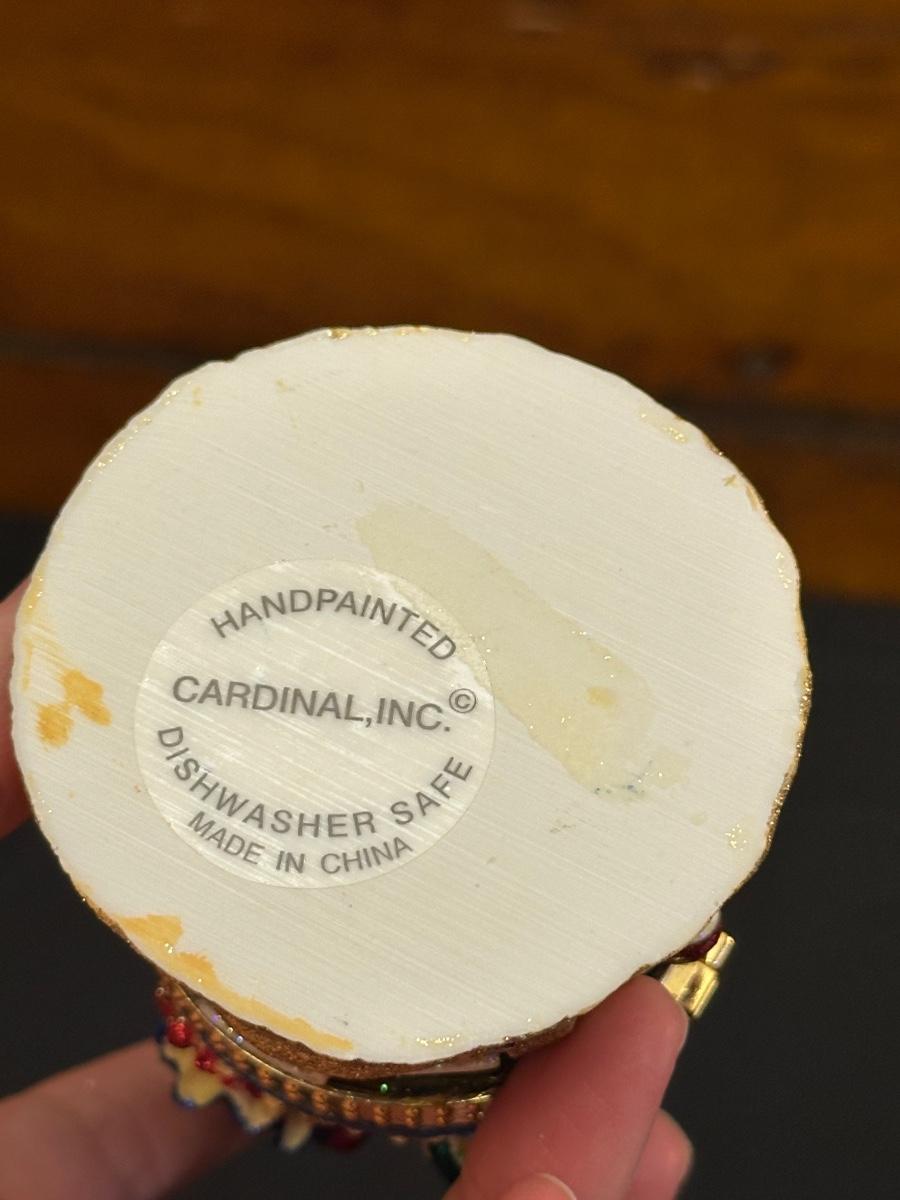 HANDPAINTED
CARDINAL,INC.©
DISHWASHER SAFE
MADE IN CHINA